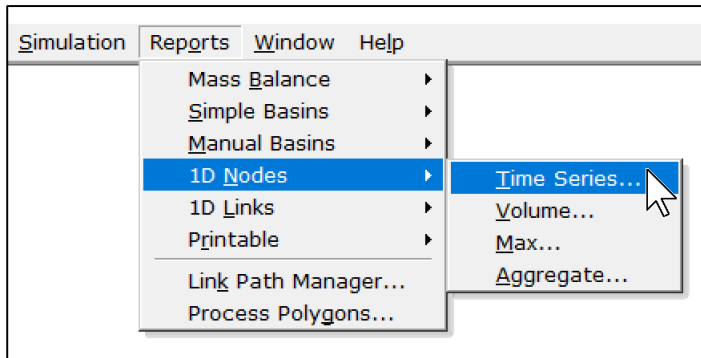 Simulation Reports Window Help
Mass Balance
Simple Basins
Manual Basins
1D Nodes
1D Links
Printable
Link Path Manager...
Process Polygons...
Time Series...
Volume...
Max...
Aggregate...